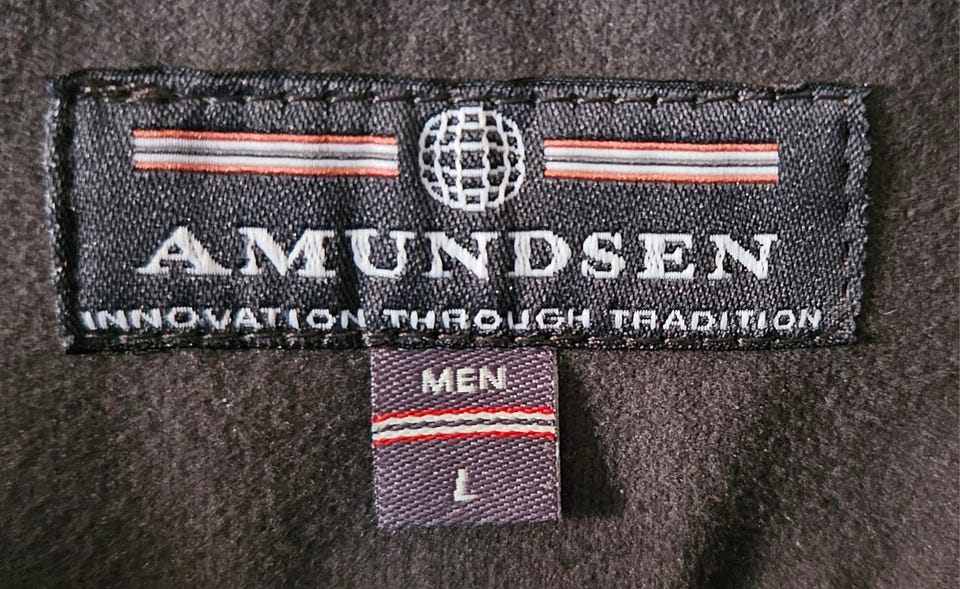 AMUNDSEN
INNOVATION THROUGH TRADITION
MEN
L